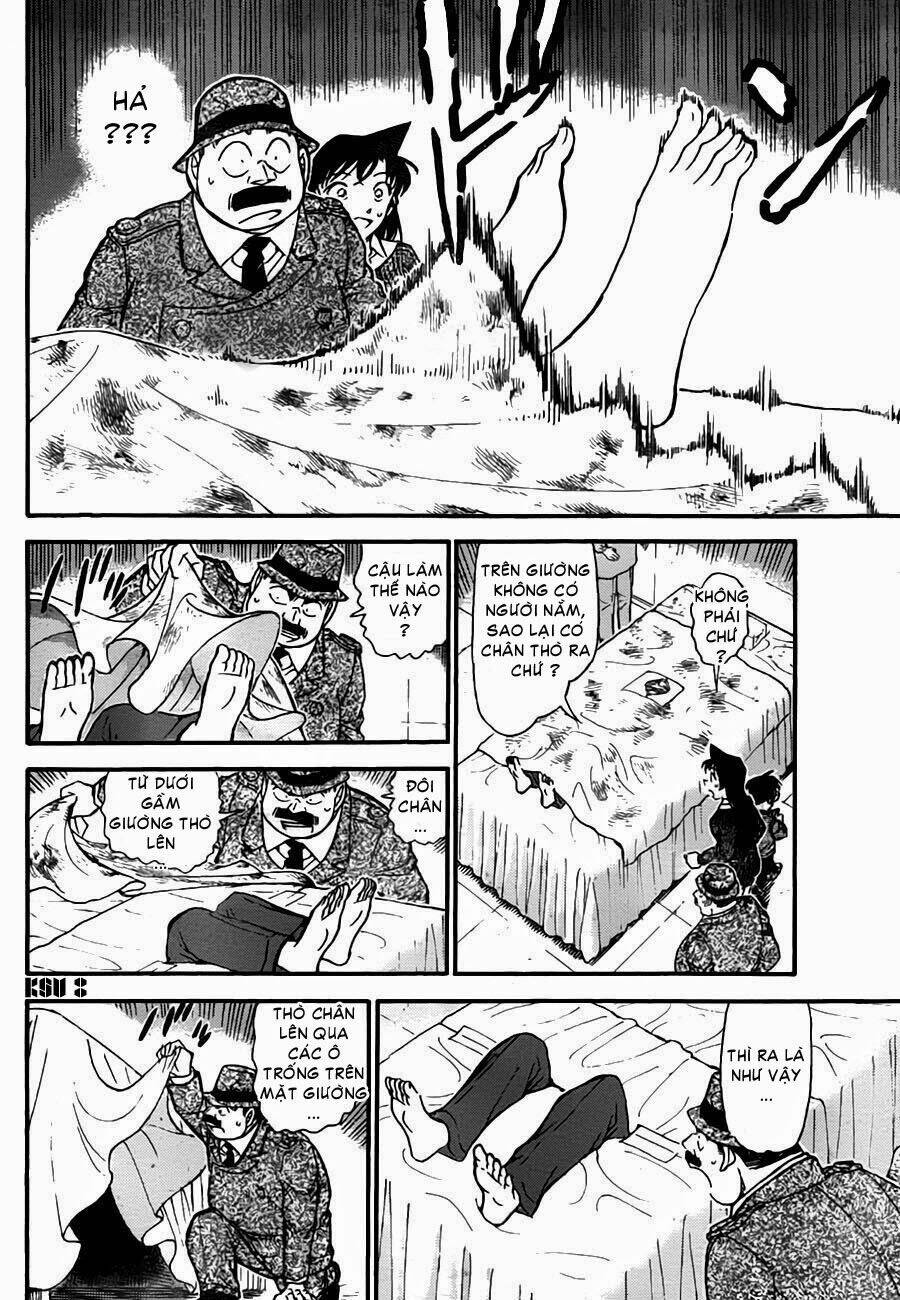 HẢ
???
KHÔNG
PHẢI
CHỨ
?
TRÊN GIƯỜNG
KHÔNG CÓ
NGƯỜI NẰM,
SAO LẠI CÓ
CHÂN THÒ RA
CHỨ ?
CẬU LÀM
THẾ NÀO
VẬY
?
ĐÔI
CHÂN
...
TỪ DƯỚI
GẦM
GIƯỜNG THÒ
LÊN
THÌ RA LÀ
NHƯ VẬY
...
THÒ CHÂN
LÊN QUA
CÁC Ô
TRỐNG TRÊN
MẶT GIƯỜNG
...
KSV 8